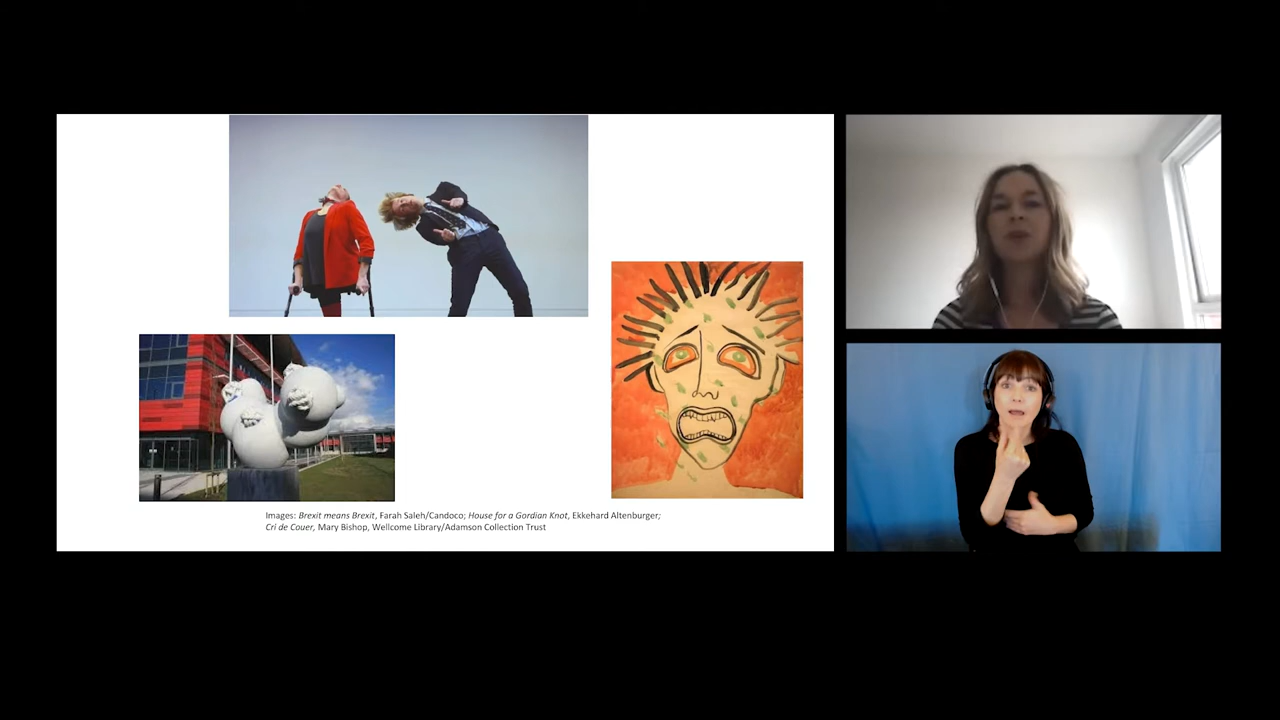 Images: Brexit means Brexit, Farah Saleh/Candoco; House for a Gordian Knot, Ekkehard Altenburger;
Cri de Couer, Mary Bishop, Wellcome Library/Adamson Collection Trust